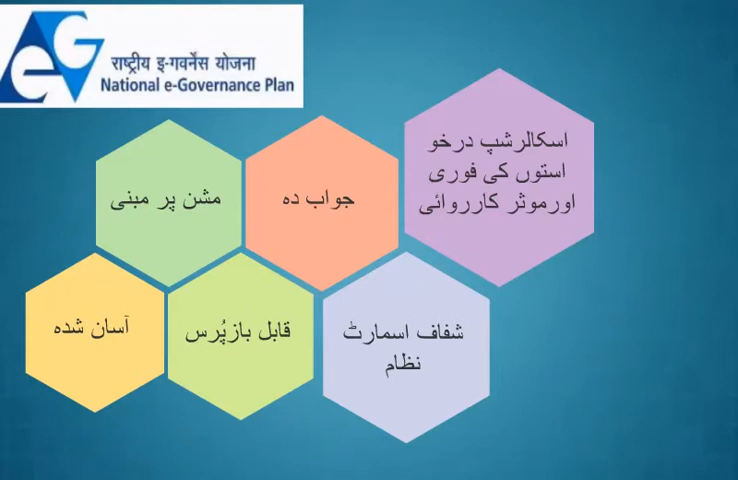 राष्ट्रीय इ-गवर्नेंस योजना
National e-Governance Plan
اسکالرشپ درخو
استوں کی فوری
اورموثر کارروائی
جواب دہ
مشن پر مبنی
شفاف اسمارٹ
نظام
قابل بازپُرس
آسان شدہ